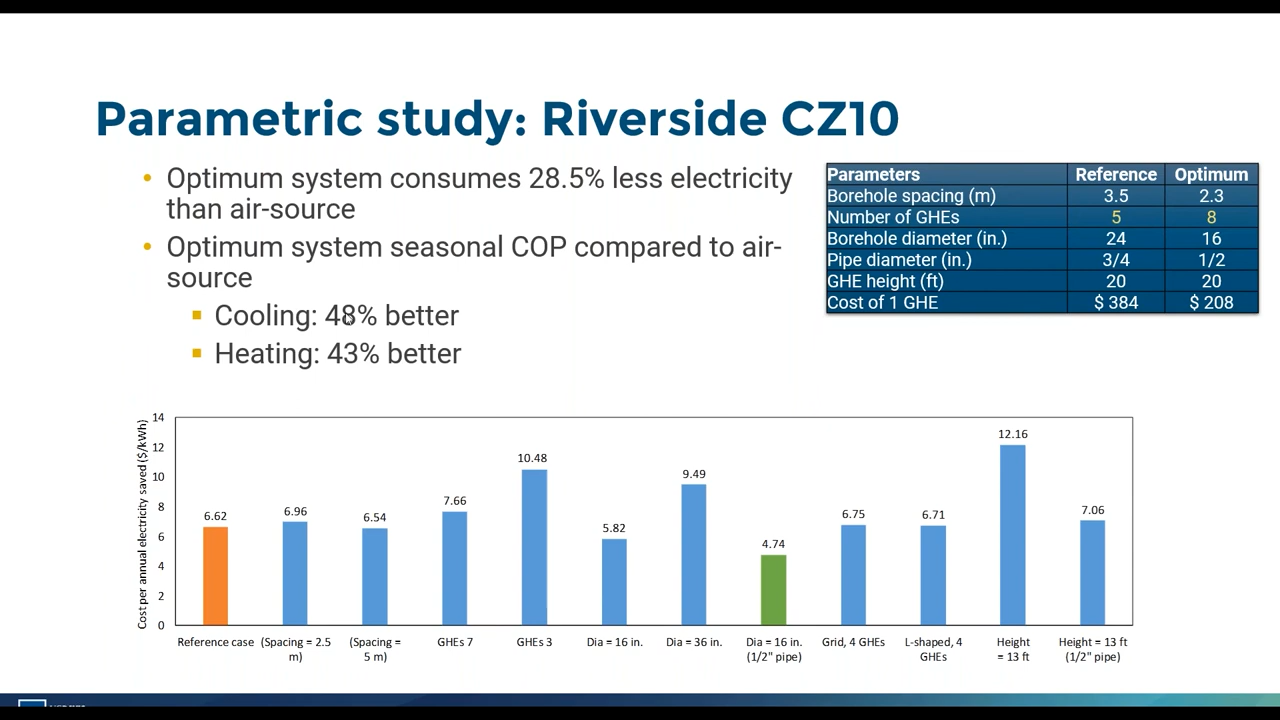 Parametric study: Riverside CZ10
• Optimum system consumes 28.5% less electricity
than air-source
• Optimum system seasonal COP compared to air-
source
▪ Cooling: 48% better
▪ Heating: 43% better
Parameters Reference Optimum
Borehole spacing (m) 3.5 2.3
Number of GHEs 5 8
Borehole diameter (in.) 24 16
Pipe diameter (in.) 3/4 1/2
GHE height (ft) 20 20
Cost of 1 GHE $ 384 $ 208
Cost per annual electricity saved ($/kWh)
14
12
10
8
6
4
2
0
6.62
6.96
6.54
7.66
10.48
5.82
9.49
4.74
6.75
6.71
12.16
7.06
Reference case
(Spacing = 2.5
m)
(Spacing =
5 m)
GHEs 7
GHEs 3
Dia = 16 in.
Dia = 36 in.
Dia = 16 in.
(1/2" pipe)
Grid, 4 GHEs
L-shaped, 4
GHEs
Height
= 13 ft
Height = 13 ft
(1/2" pipe)